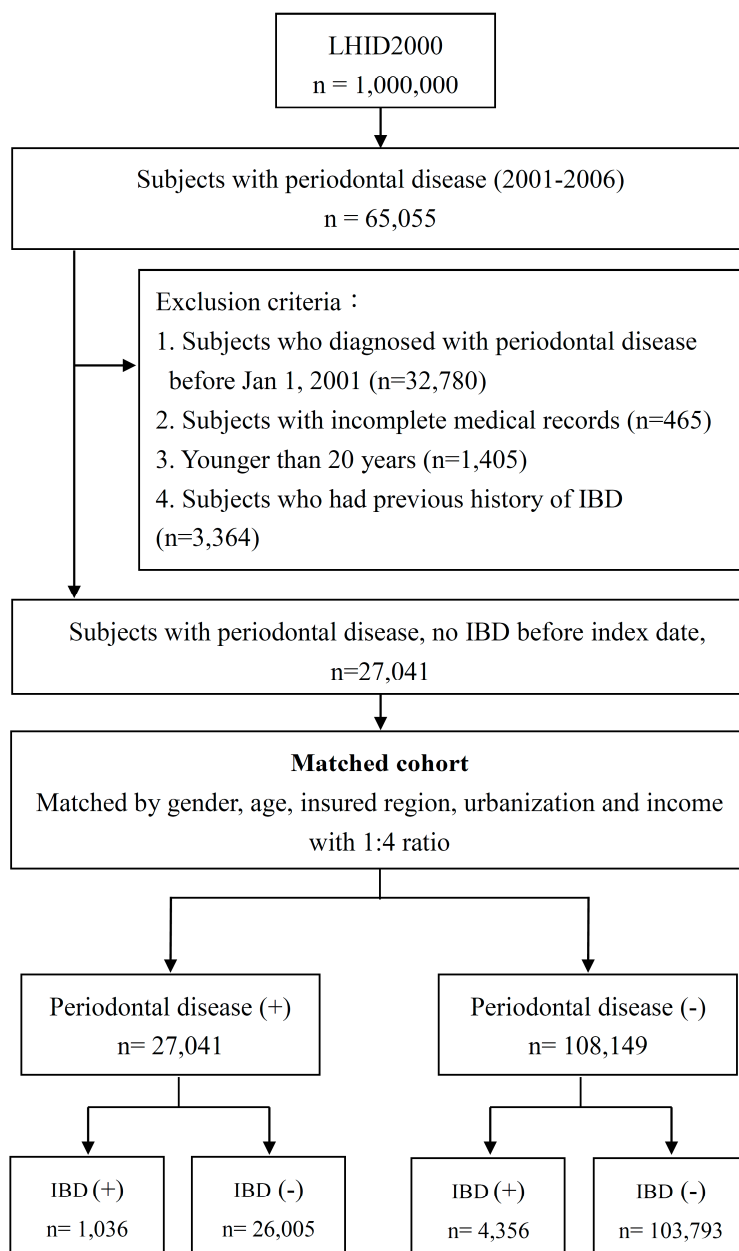 LHID2000
n = 1,000,000
Subjects with periodontal disease (2001-2006)
n = 65,055
Exclusion criteria：
1. Subjects who diagnosed with periodontal disease
before Jan 1, 2001 (n=32,780)
2. Subjects with incomplete medical records (n=465)
3. Younger than 20 years (n=1,405)
4. Subjects who had previous history of IBD
(n=3,364)
Subjects with periodontal disease, no IBD before index date,
n=27,041
Matched cohort
Matched by gender, age, insured region, urbanization and income
with 1:4 ratio
Periodontal disease (+)
n= 27,041
Periodontal disease (-)
n= 108,149
IBD (+)
n= 1,036
IBD (-)
n= 26,005
IBD (+)
n= 4,356
IBD (-)
n= 103,793